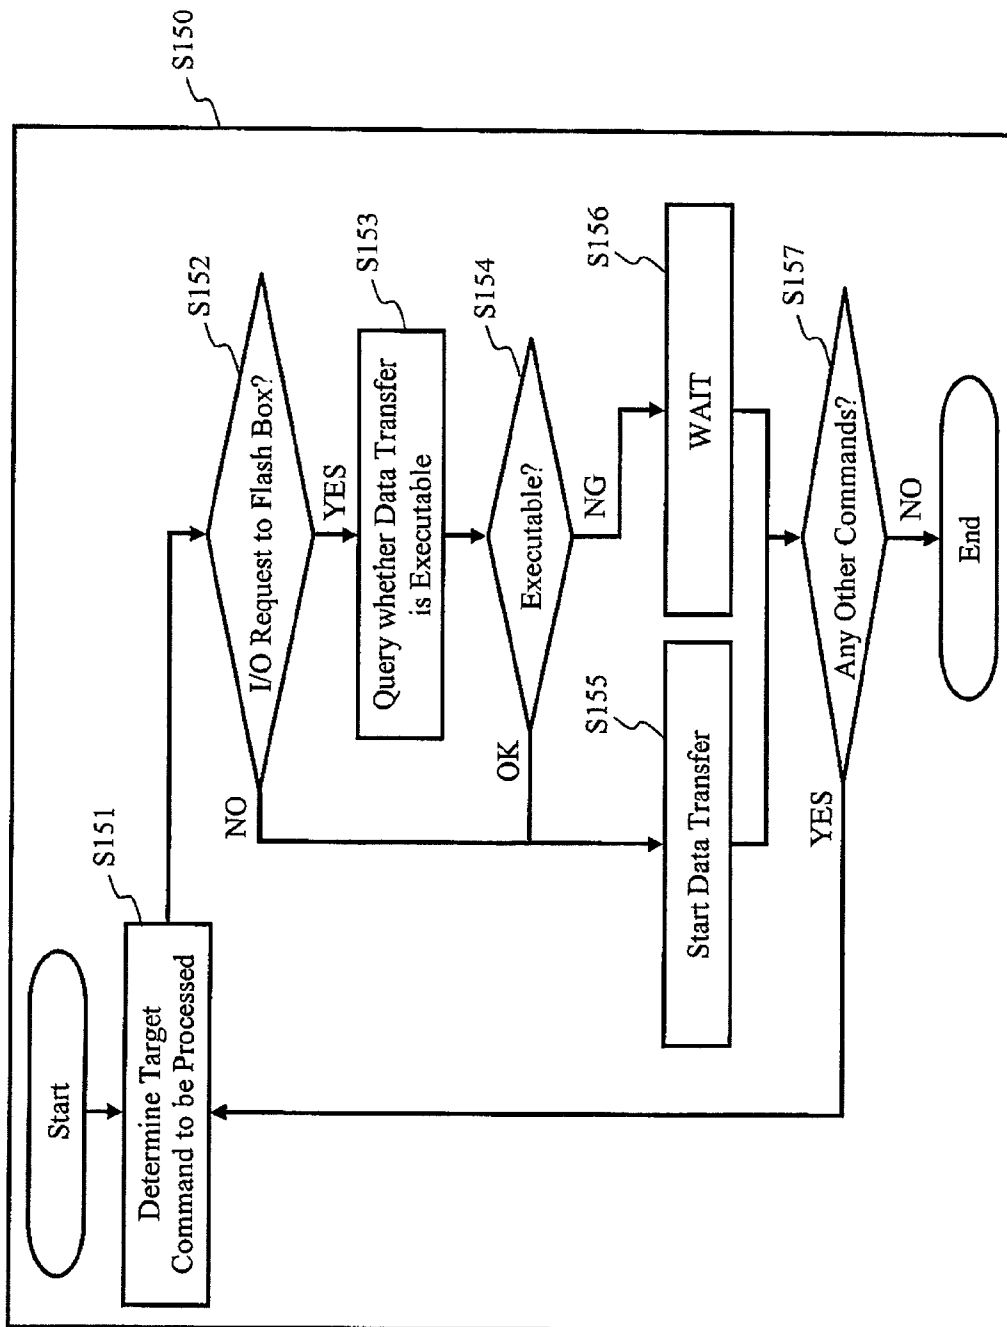 S150
Start
S151
Determine Target
Command to be Processed
S152
I/O Request to Flash Box?
NO
YES
S153
Query whether Data Transfer
is Executable
S154
Executable?
OK
NG
S155
Start Data Transfer
S156
WAIT
S157
Any Other Commands?
YES
NO
End